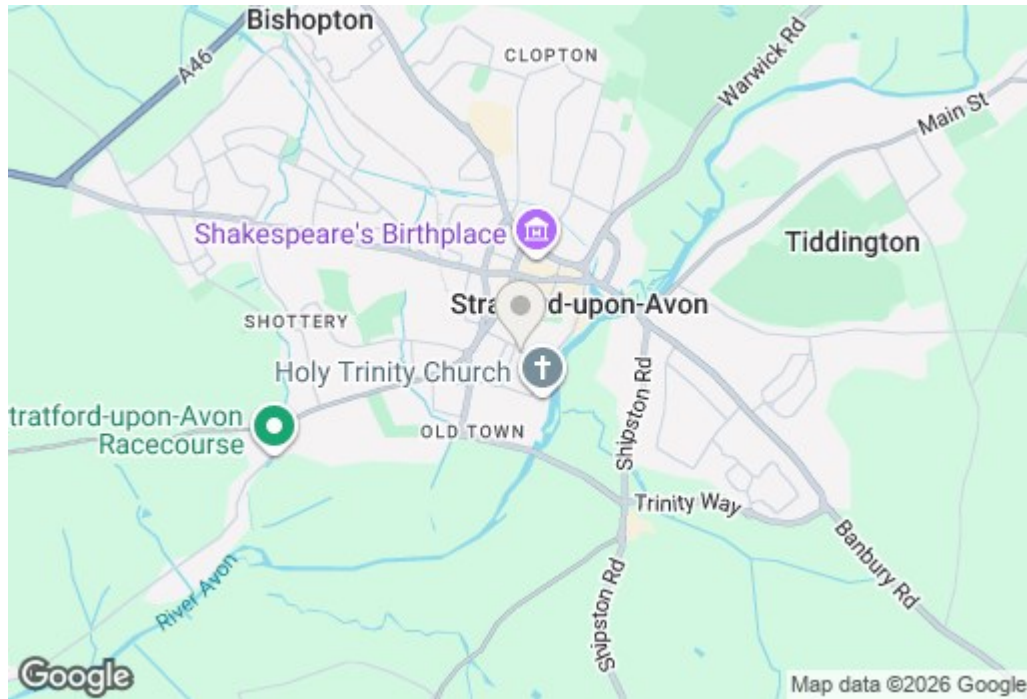 Bishopton
CLOPTON
A46
Warwick Rd
Main St
Shakespeare's Birthplace
Tiddington
Stra d-upon-Avon
SHOTTERY
Holy Trinity Church
Shipston Rd
tratford-upon-Avon
Racecourse
OLD TOWN
Trinity Way
Banbury Rd
River Avon
Shipston Rd
Google
Map data ©2026 Google